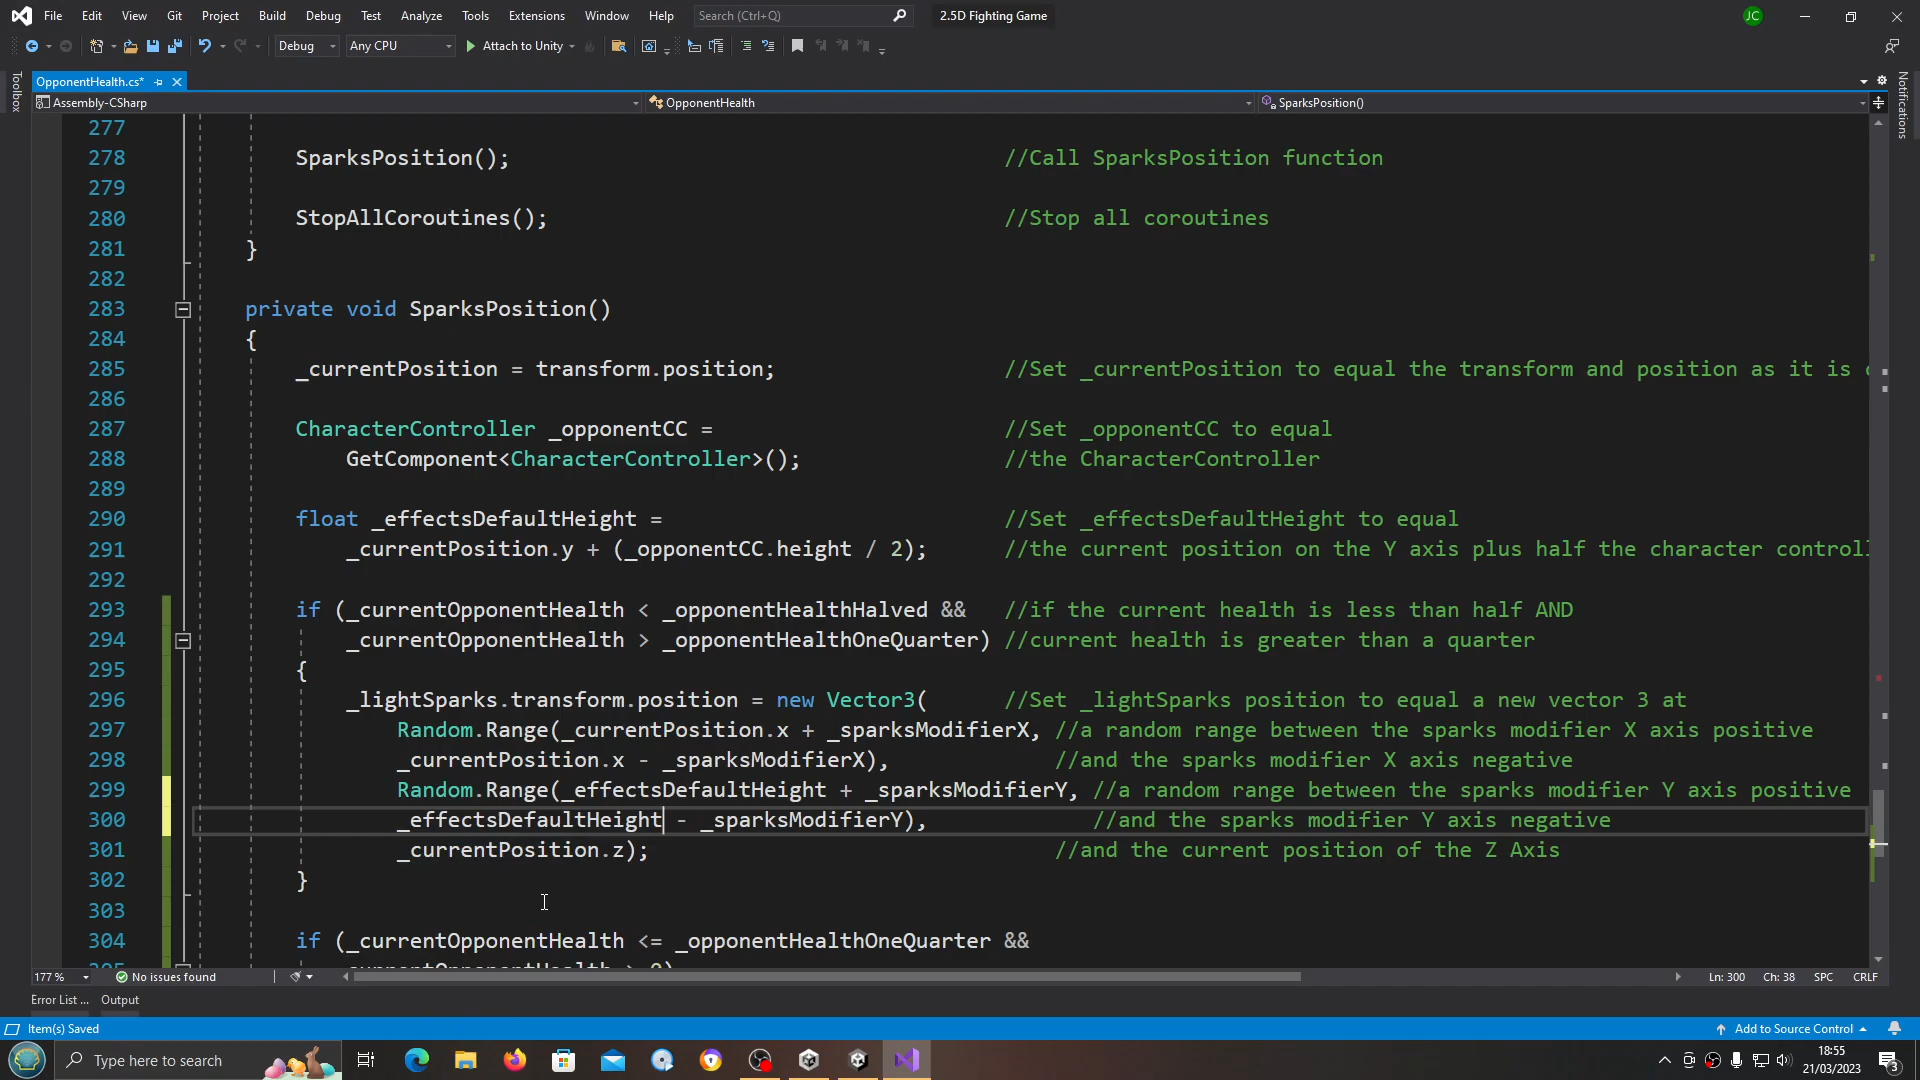 File Edit View Git Project Build Debug Test Analyze Tools Extensions Window Help Search (Ctrl+Q) 2.5D Fighting Game JC
Debug Any CPU Attach to Unity
Toolbox
OpponentHealth.cs*
Notifications
Assembly-CSharp OpponentHealth SparksPosition()
277
278 SparksPosition(); //Call SparksPosition function
279
280 StopAllCoroutines(); //Stop all coroutines
281 }
282
283 private void SparksPosition()
284 {
285 _currentPosition = transform.position; //Set _currentPosition to equal the transform and position as it is
286
287 CharacterController _opponentCC = //Set _opponentCC to equal
288 GetComponent<CharacterController>(); //the CharacterController
289
290 float _effectsDefaultHeight = //Set _effectsDefaultHeight to equal
291 _currentPosition.y + (_opponentCC.height / 2); //the current position on the Y axis plus half the character control
292
293 if (_currentOpponentHealth < _opponentHealthHalved && //if the current health is less than half AND
294 _currentOpponentHealth > _opponentHealthOneQuarter) //current health is greater than a quarter
295 {
296 _lightSparks.transform.position = new Vector3( //Set _lightSparks position to equal a new vector 3 at
297 Random.Range(_currentPosition.x + _sparksModifierX, //a random range between the sparks modifier X axis positive
298 _currentPosition.x - _sparksModifierX), //and the sparks modifier X axis negative
299 Random.Range(_effectsDefaultHeight + _sparksModifierY, //a random range between the sparks modifier Y axis positive
300 _effectsDefaultHeight - _sparksModifierY), //and the sparks modifier Y axis negative
301 _currentPosition.z); //and the current position of the Z Axis
302 }
303
304 if (_currentOpponentHealth <= _opponentHealthOneQuarter &&
177 % No issues found Ln: 300 Ch: 38 SPC CRLF
Error List ... Output
Item(s) Saved Add to Source Control
Type here to search 18:55
21/03/2023 3